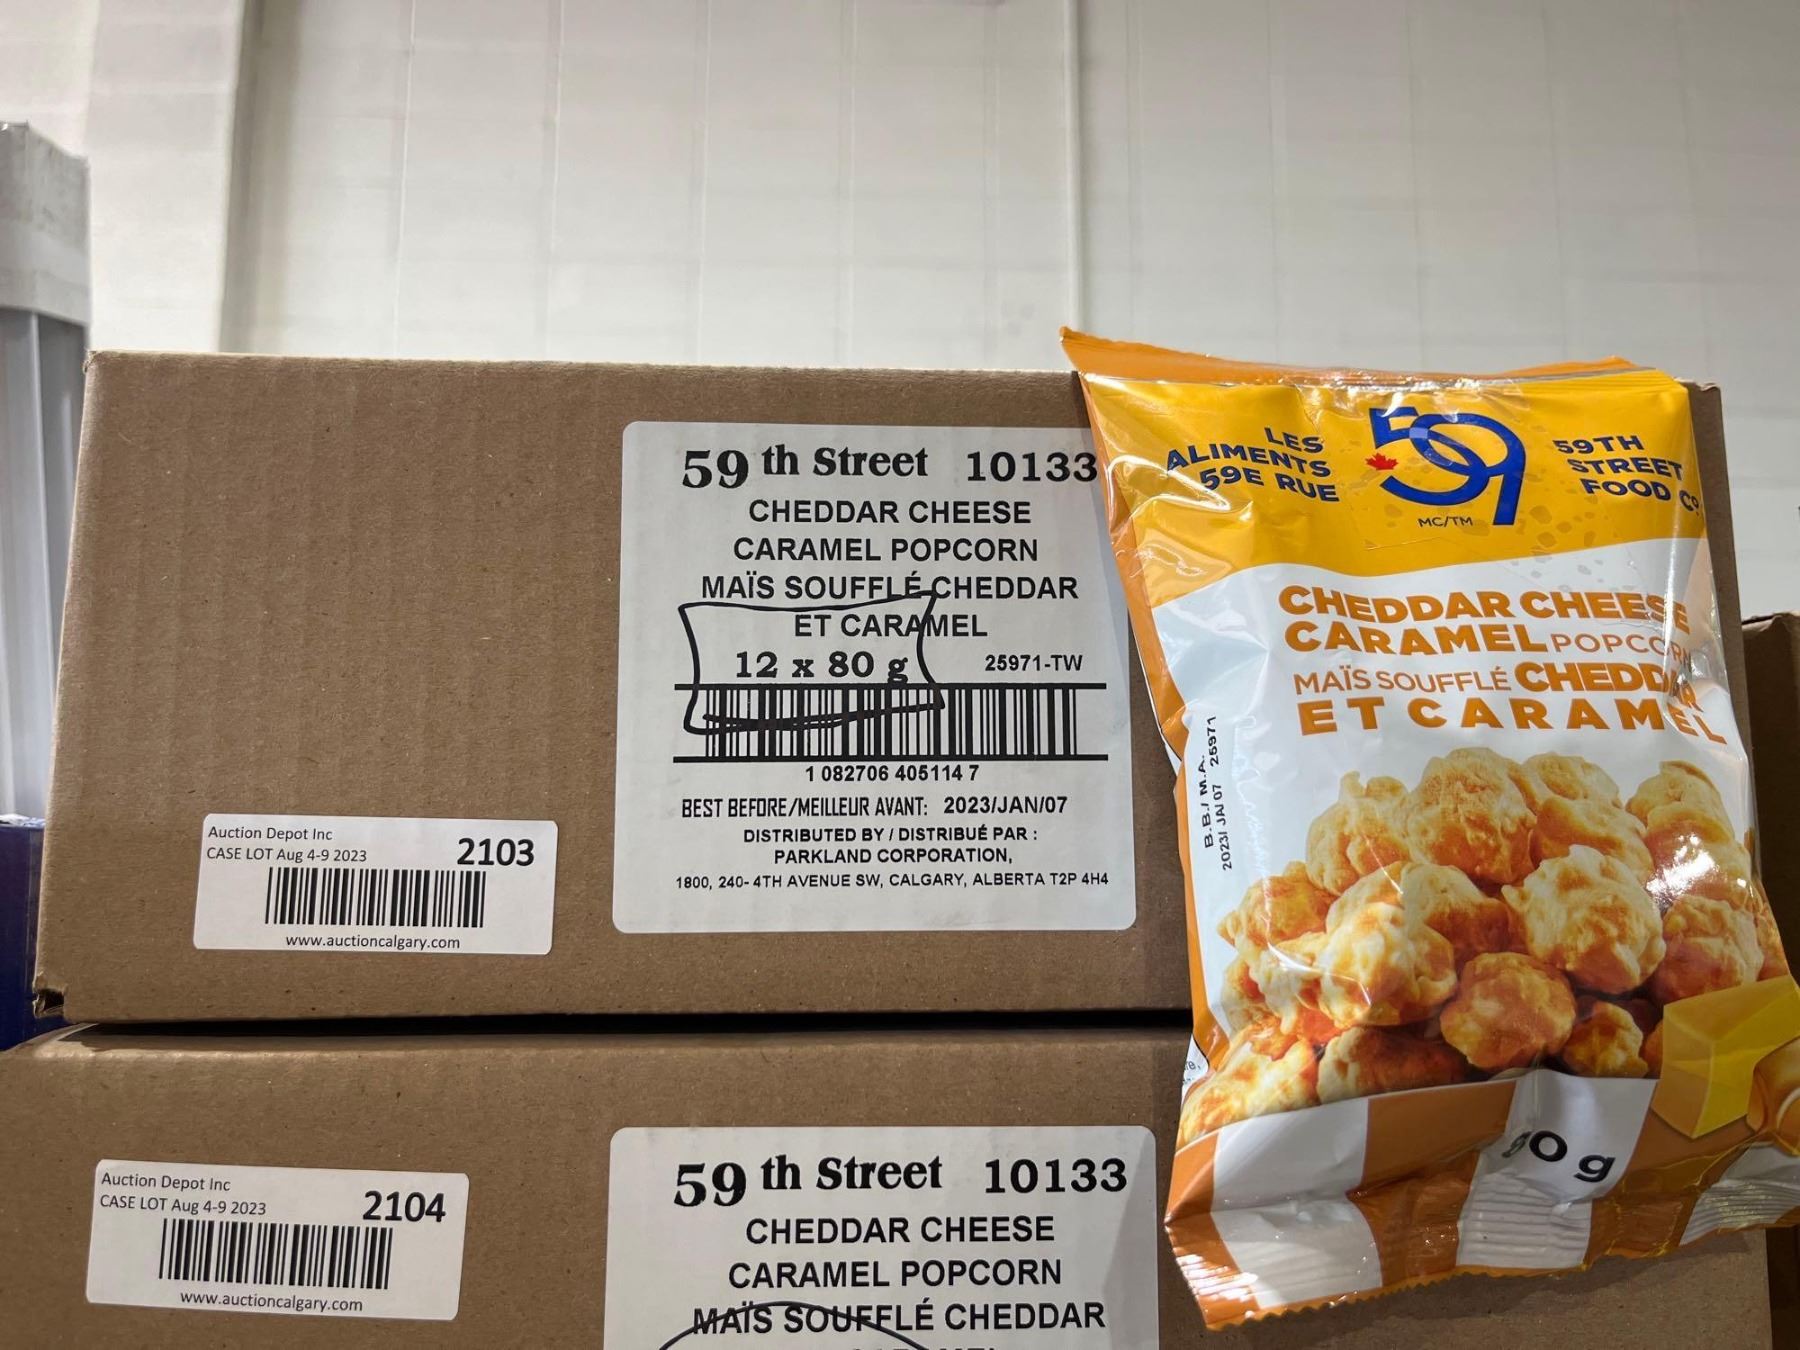 59 th Street 10133
CHEDDAR CHEESE
CARAMEL POPCORN
MAÏS SOUFFLÉ CHEDDAR
ET CARAMEL
12 x 80 g
25971-TW
1 082706 405114 7
BEST BEFORE/MEILLEUR AVANT: 2023/JAN/07
DISTRIBUTED BY / DISTRIBUÉ PAR :
PARKLAND CORPORATION,
1800, 240- 4TH AVENUE SW, CALGARY, ALBERTA T2P 4H4
Auction Depot Inc
CASE LOT Aug 4-9 2023
2103
www.auctioncalgary.com
LES
ALIMENTS
59E RUE
59
MC/TM
59TH
STREET
FOOD Co
CHEDDAR CHEESE
CARAMEL POPCORN
MAÏS SOUFFLÉ CHEDDAR
ET CARAMEL
B.B./ M.A.
2023/ JA/ 07 25971
80 g
Auction Depot Inc
CASE LOT Aug 4-9 2023
2104
www.auctioncalgary.com
59 th Street 10133
CHEDDAR CHEESE
CARAMEL POPCORN
MAÏS SOUFFLÉ CHEDDAR